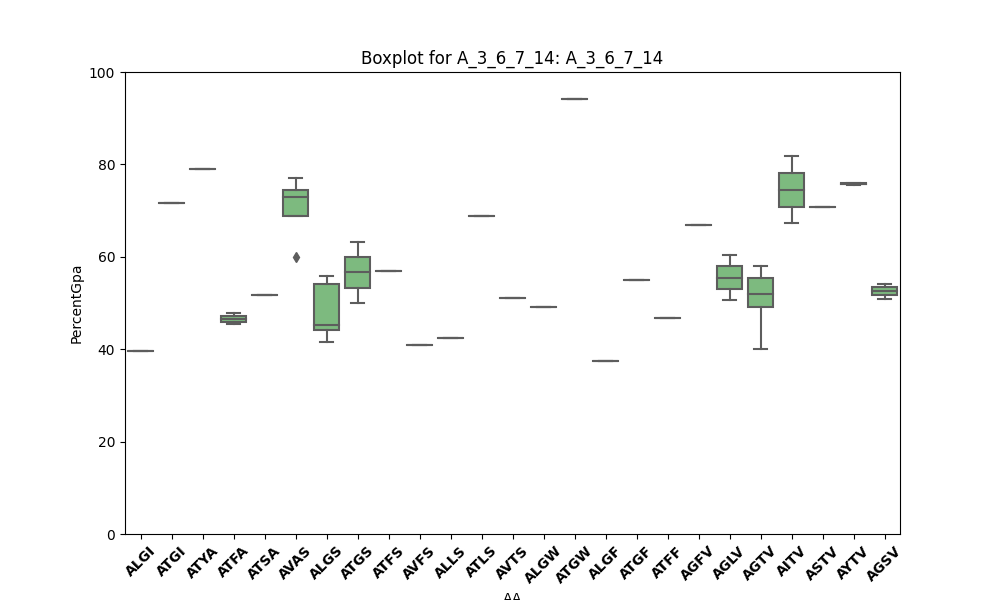 Boxplot for A_3_6_7_14: A_3_6_7_14
PercentGpa
100
80
60
40
20
0
ALGI
ATGI
ATYA
ATFA
ATSA
AVAS
ALGS
ATGS
ATFS
AVFS
ALLS
ATLS
AVTS
ALGW
ATGW
ALGF
ATGF
ATFF
AGFV
AGLV
AGTV
AITV
ASTV
AYTV
AGSV
AA